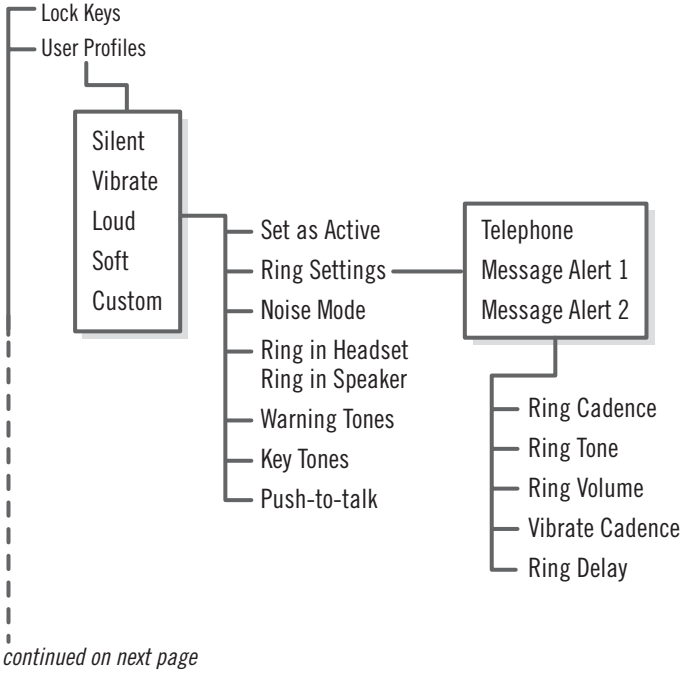 Lock Keys
User Profiles
Silent
Vibrate
Loud
Soft
Custom
Set as Active
Ring Settings
Noise Mode
Ring in Headset
Ring in Speaker
Warning Tones
Key Tones
Push-to-talk
Telephone
Message Alert 1
Message Alert 2
Ring Cadence
Ring Tone
Ring Volume
Vibrate Cadence
Ring Delay
continued on next page